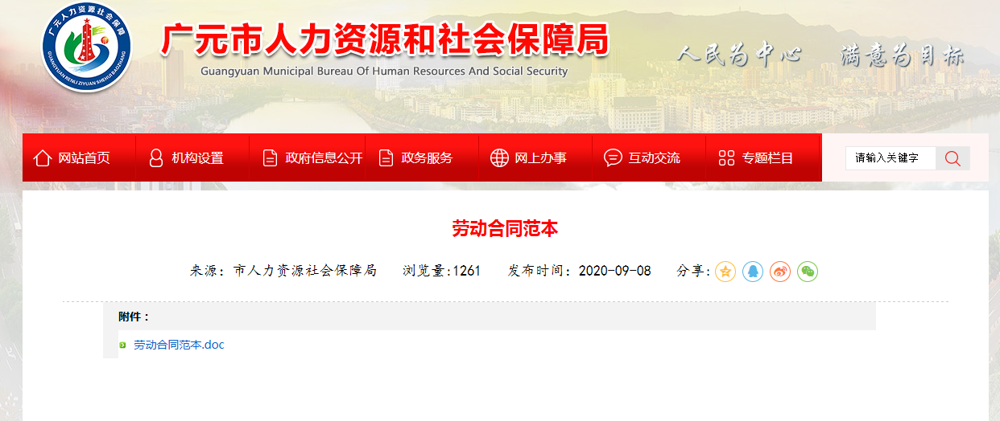 广元人力资源社会保障
GUANGYUAN RENLI ZIYUAN SHEHUI BAOZHANG
广元市人力资源和社会保障局
Guangyuan Municipal Bureau Of Human Resources And Social Security
人民为中心 满意为目标
网站首页 机构设置 政府信息公开 政务服务 网上办事 互动交流 专题栏目 请输入关键字
劳动合同范本
来源：市人力资源社会保障局 浏览量:1261 发布时间：2020-09-08 分享:
附件：
劳动合同范本.doc